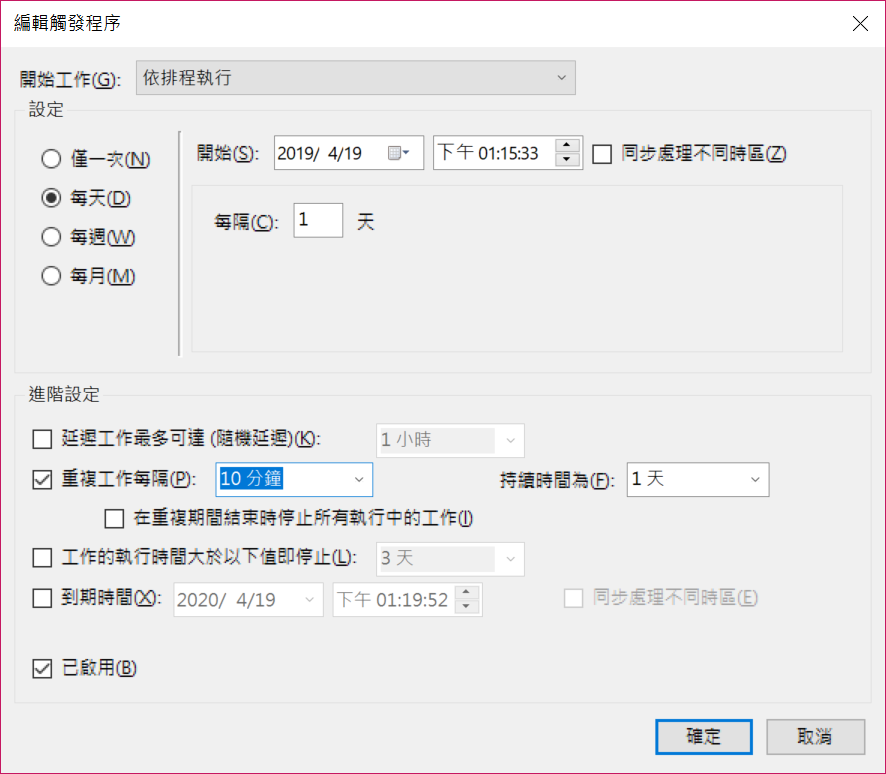 編輯觸發程序
開始工作(G): 依排程執行
設定
僅一次(N)
每天(D)
每週(W)
每月(M)
開始(S): 2019/ 4/19 下午 01:15:33 同步處理不同時區(Z)
每隔(C): 1 天
進階設定
延遲工作最多可達 (隨機延遲)(K): 1 小時
重複工作每隔(P): 10 分鐘 持續時間為(F): 1 天
在重複期間結束時停止所有執行中的工作(I)
工作的執行時間大於以下值即停止(L): 3 天
到期時間(X): 2020/ 4/19 下午 01:19:52 同步處理不同時區(E)
已啟用(B)
確定 取消